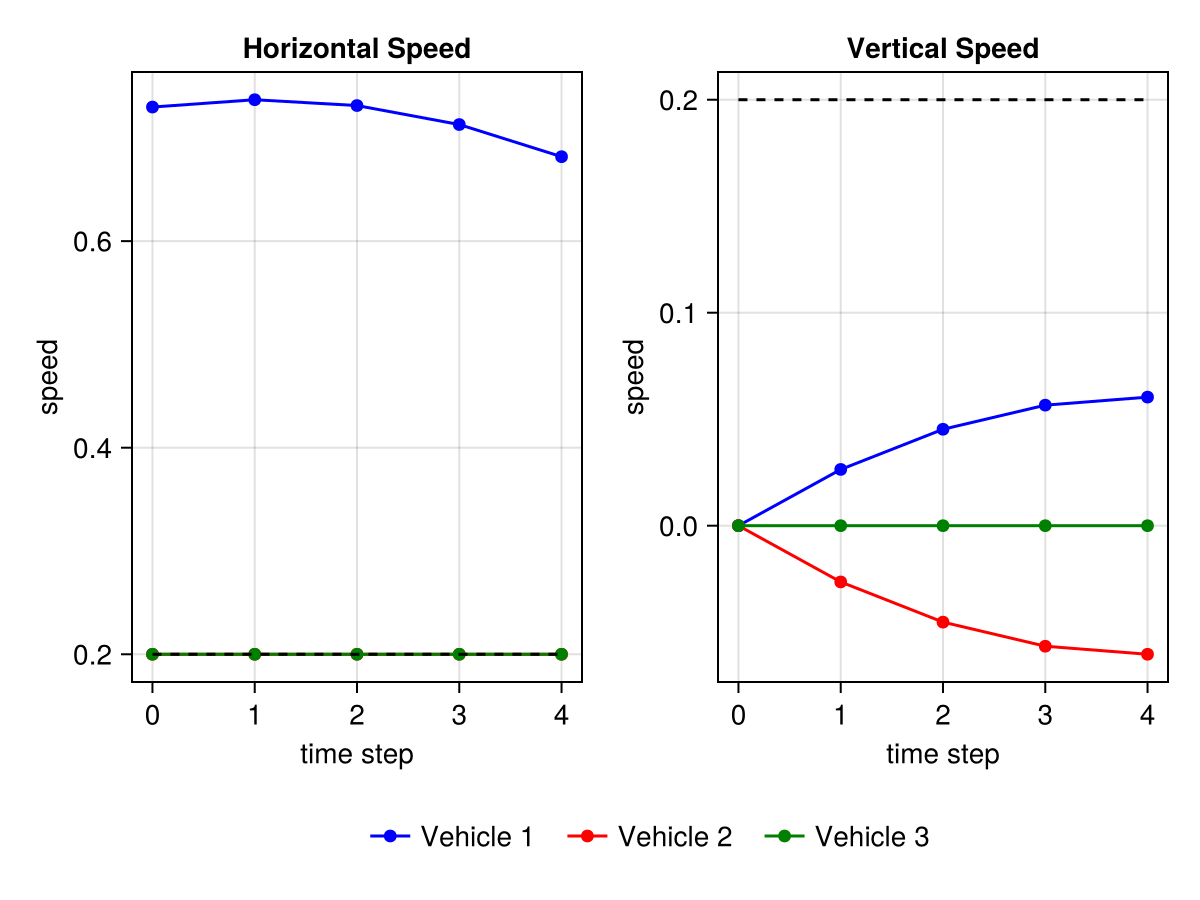 Horizontal Speed
speed
0.6
0.4
0.2
0 1 2 3 4
time step
Vertical Speed
speed
0.2
0.1
0.0
0 1 2 3 4
time step
Vehicle 1 Vehicle 2 Vehicle 3